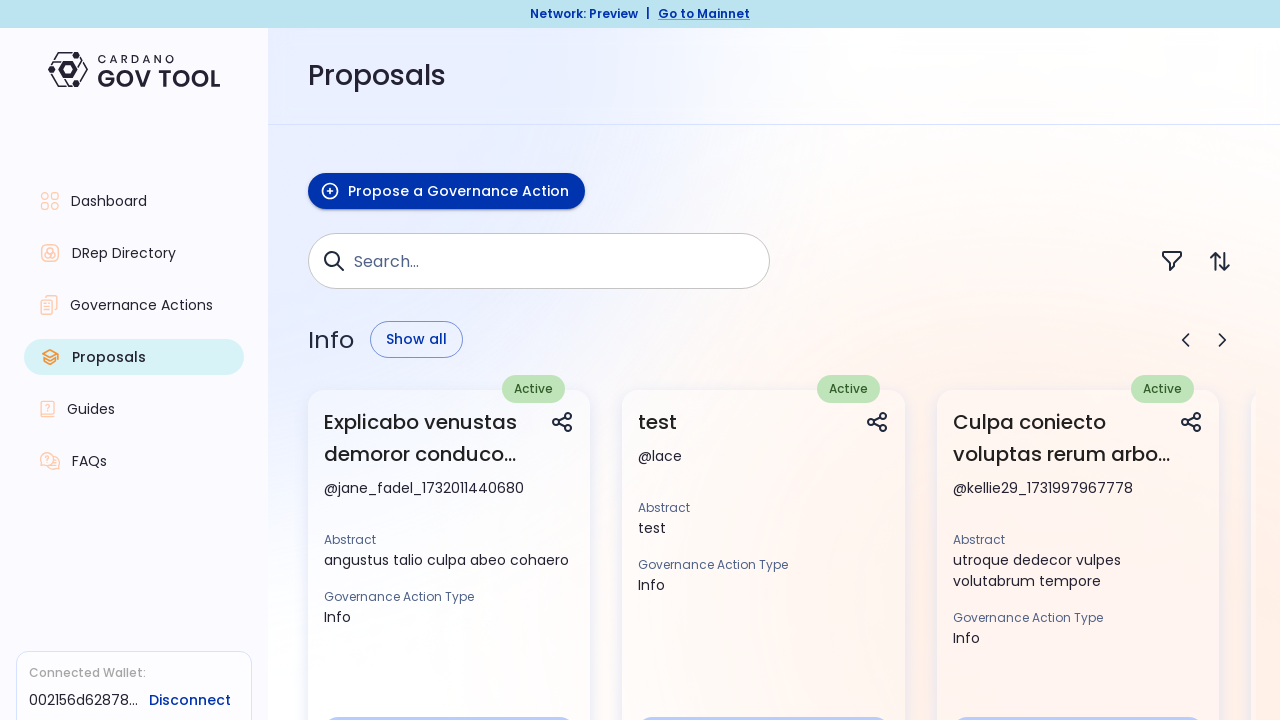 Network: Preview | Go to Mainnet
CARDANO
GOV TOOL
Proposals
Dashboard
DRep Directory
Governance Actions
Proposals
Guides
FAQs
Connected Wallet:
002156d62878... Disconnect
Propose a Governance Action
Search...
Info Show all
Active
Explicabo venustas
demoror conduco...
@jane_fadel_1732011440680
Abstract
angustus talio culpa abeo cohaero
Governance Action Type
Info
Active
test
@lace
Abstract
test
Governance Action Type
Info
Active
Culpa coniecto
voluptas rerum arbo...
@kellie29_1731997967778
Abstract
utroque dedecor vulpes
volutabrum tempore
Governance Action Type
Info